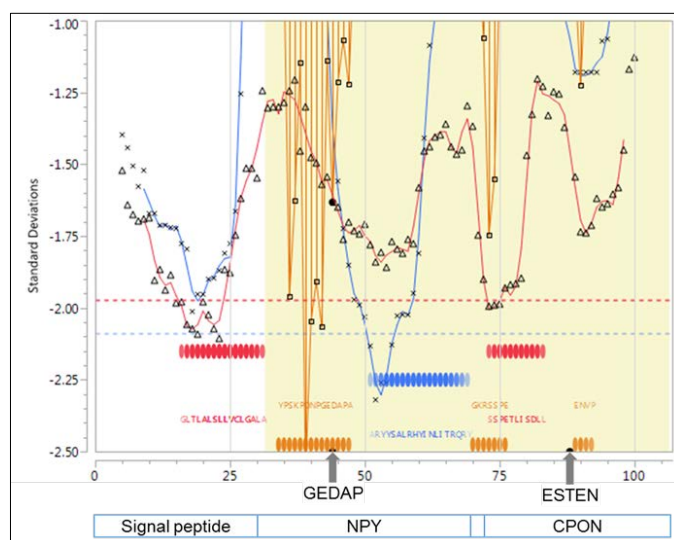 -1.00
-1.25
-1.50
-1.75
-2.00
-2.25
-2.50
Standard Deviations
YPSKPDNPGEDAPA
GKRSSPE
ENVP
GLTLALSLLVCLGALA
SSPETLISDLL
ARYYSALRHYINLITRQRY
0
25
50
75
100
GEDAP
ESTEN
Signal peptide
NPY
CPON